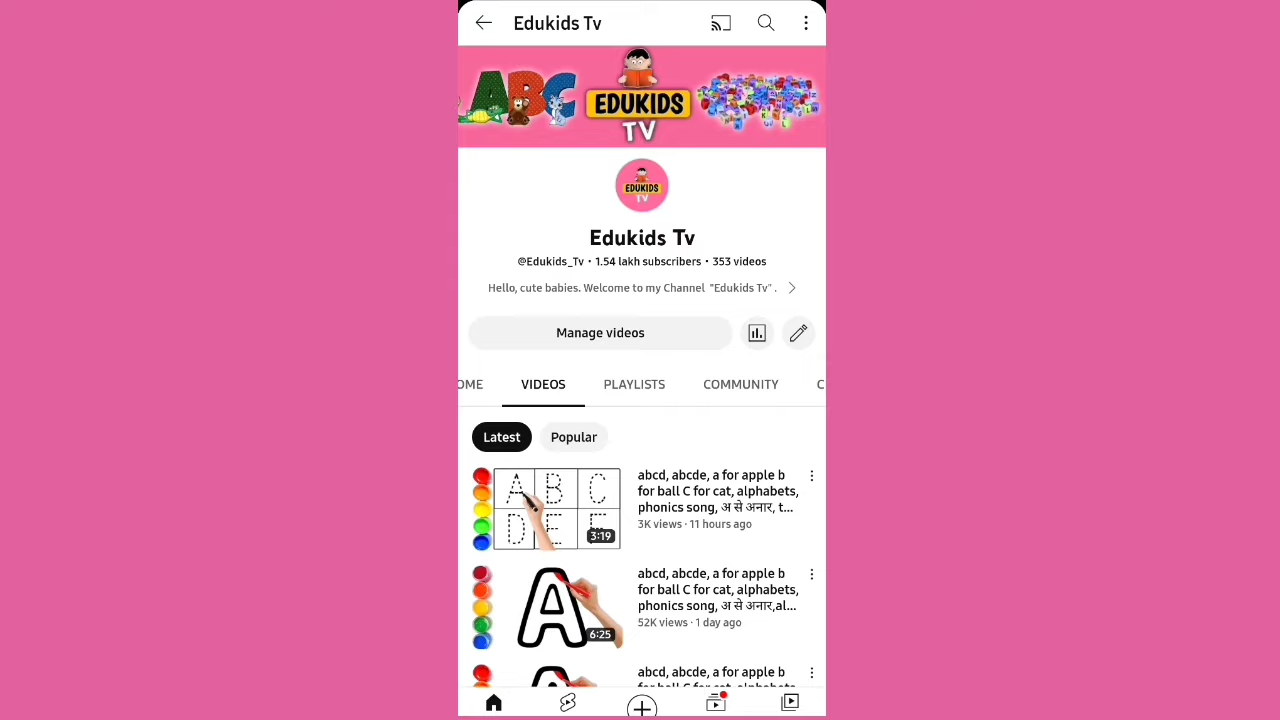 Edukids Tv
ABC EDUKIDS
TV
EDUKIDS
TV
Edukids Tv
@Edukids_Tv • 1.54 lakh subscribers • 353 videos
Hello, cute babies. Welcome to my Channel "Edukids Tv" .
Manage videos
OME VIDEOS PLAYLISTS COMMUNITY C
Latest Popular
A B C
D E E
3:19
abcd, abcde, a for apple b
for ball C for cat, alphabets,
phonics song, अ से अनार, t...
3K views · 11 hours ago
A
6:25
abcd, abcde, a for apple b
for ball C for cat, alphabets,
phonics song, अ से अनार,al...
52K views · 1 day ago
abcd, abcde, a for apple b